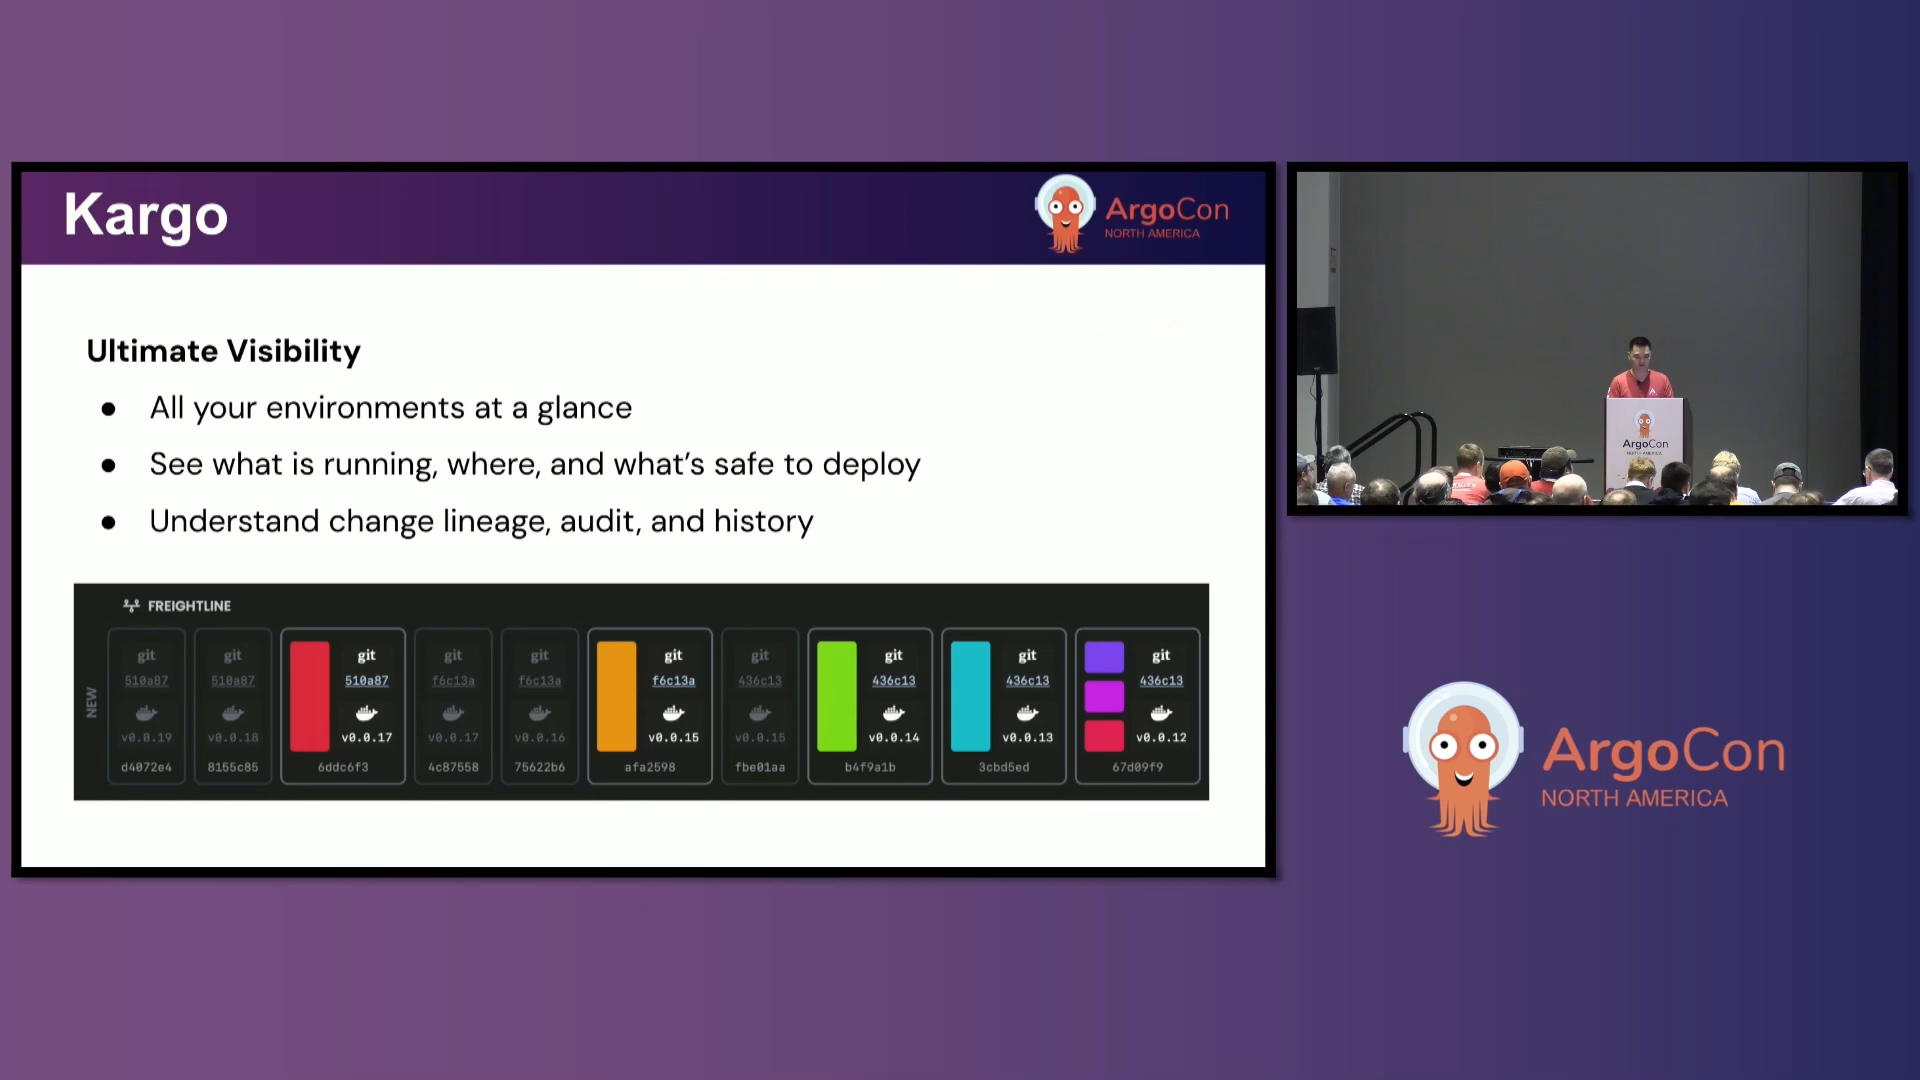 Kargo
ArgoCon
NORTH AMERICA
Ultimate Visibility
● All your environments at a glance
● See what is running, where, and what's safe to deploy
● Understand change lineage, audit, and history
FREIGHTLINE
NEW
git
510a87
v0.0.19
d4072e4
git
510a87
v0.0.18
8155c85
git
510a87
v0.0.17
6ddc6f3
git
f6c13a
v0.0.17
4c87558
git
f6c13a
v0.0.16
75622b6
git
f6c13a
v0.0.15
afa2598
git
436c13
v0.0.15
fbe01aa
git
436c13
v0.0.14
b4f9a1b
git
436c13
v0.0.13
3cbd5ed
git
436c13
v0.0.12
67d09f9
ArgoCon
NORTH AMERICA
ArgoCon
NORTH AMERICA